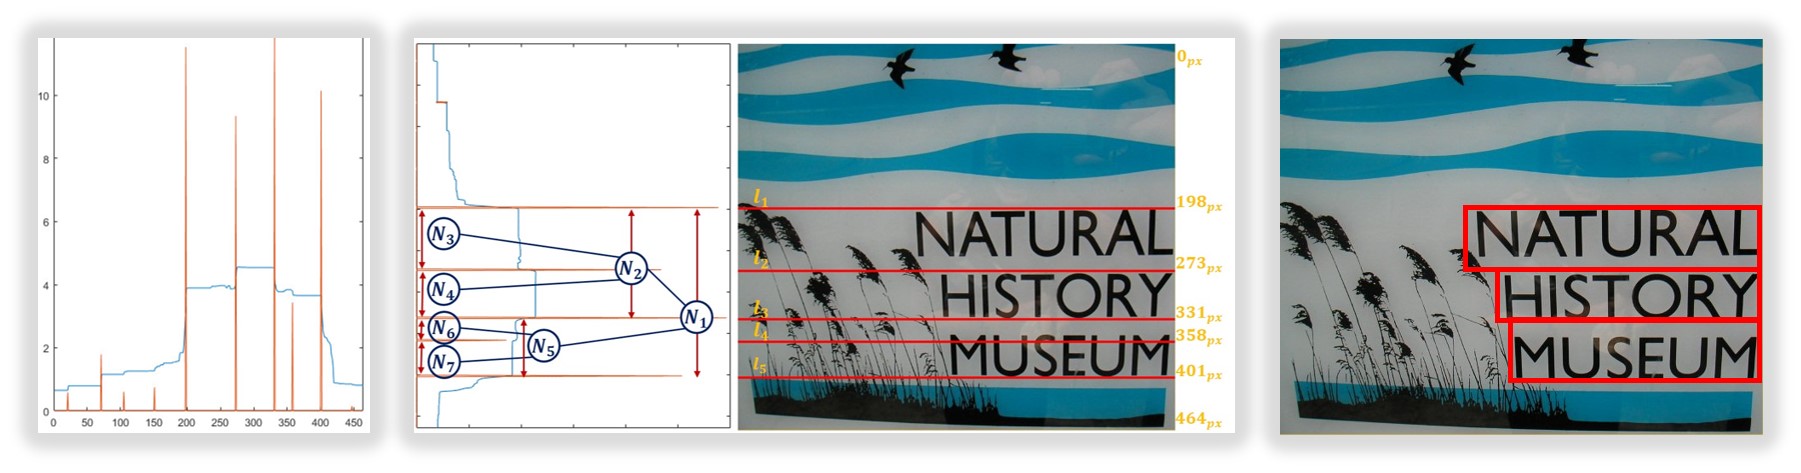 10
8
6
4
2
0
0 50 100 150 200 250 300 350 400 450
N3
N4
N6
N7
N2
N5
N1
0px
l1
198px
NATURAL
l2
273px
HISTORY
l3
331px
l4
358px
MUSEUM
l5
401px
464px
NATURAL
HISTORY
MUSEUM